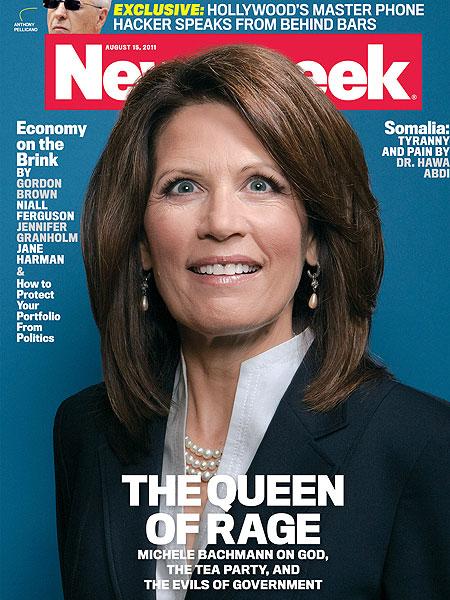 ANTHONY PELLICANO
EXCLUSIVE: HOLLYWOOD'S MASTER PHONE
HACKER SPEAKS FROM BEHIND BARS
AUGUST 15, 2011
Newsweek®
Economy
on the
Brink
BY
GORDON
BROWN
NIALL
FERGUSON
JENNIFER
GRANHOLM
JANE
HARMAN
&
How to
Protect
Your
Portfolio
From
Politics
Somalia:
TYRANNY
AND PAIN BY
DR. HAWA
ABDI
THE QUEEN
OF RAGE
MICHELE BACHMANN ON GOD,
THE TEA PARTY, AND
THE EVILS OF GOVERNMENT